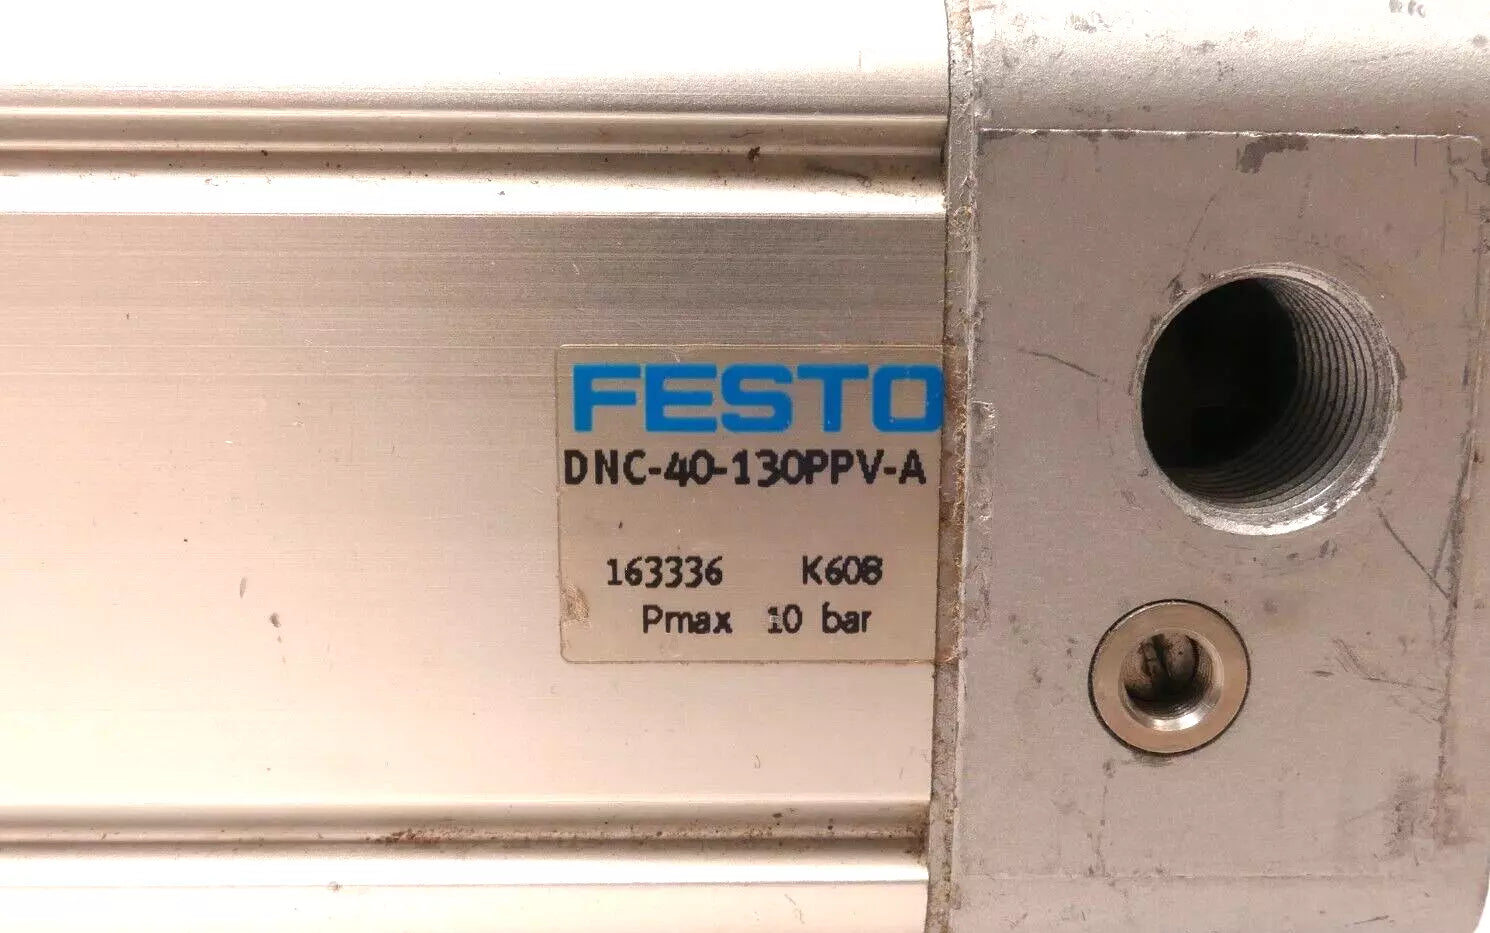 FESTO
DNC-40-130PPV-A
163336 K608
Pmax 10 bar